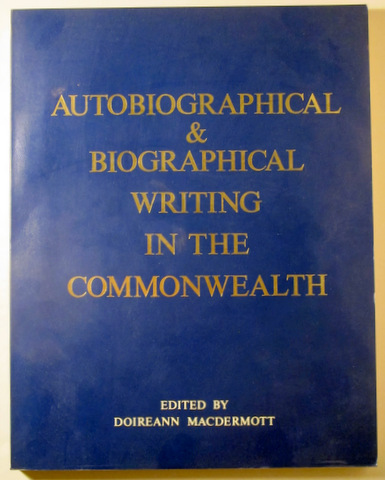 AUTOBIOGRAPHICAL
&
BIOGRAPHICAL
WRITING
IN THE
COMMONWEALTH
EDITED BY
DOIREANN MACDERMOTT